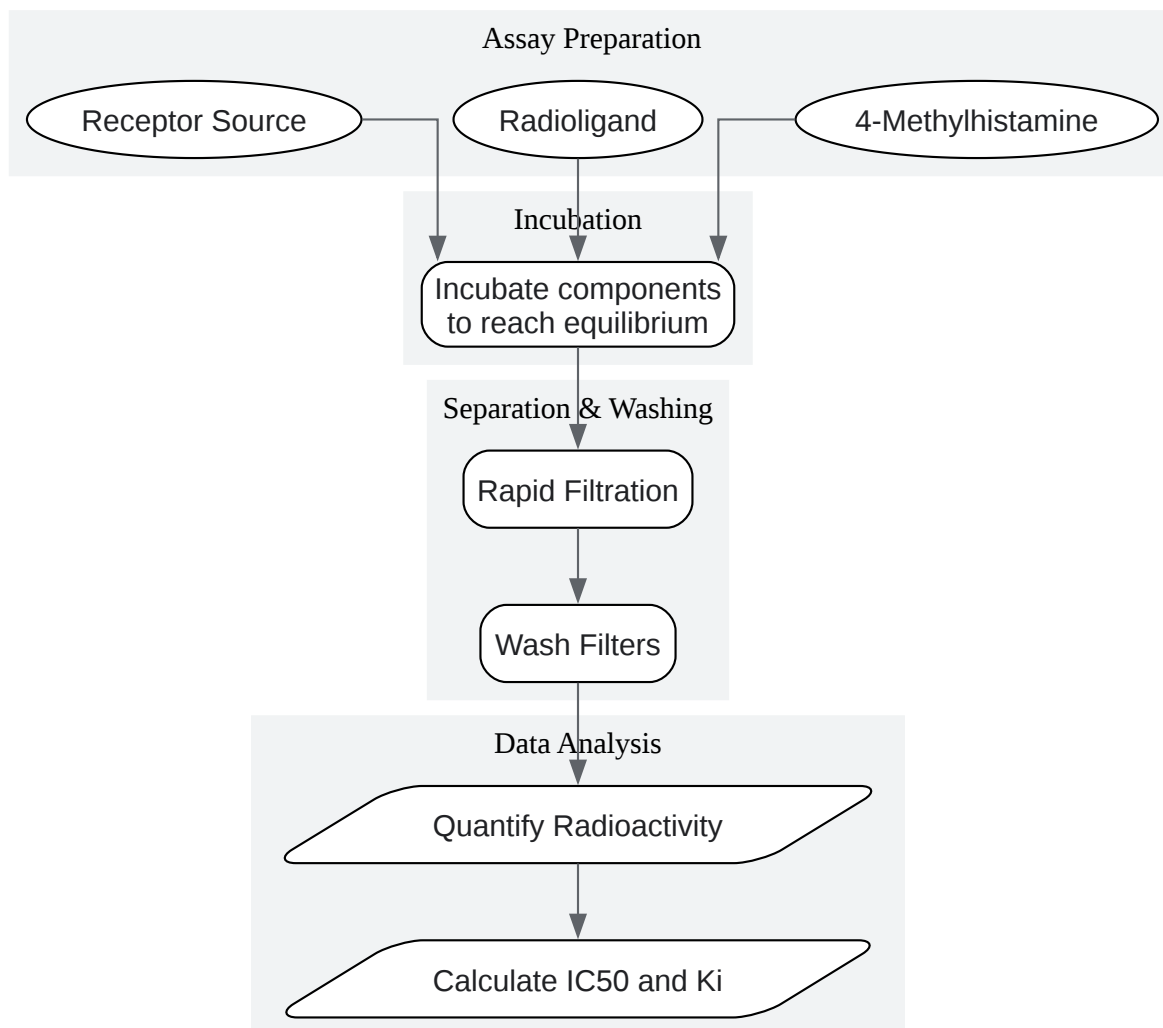 Assay Preparation
Receptor Source
Radioligand
4-Methylhistamine
Incubation
Incubate components
to reach equilibrium
Separation & Washing
Rapid Filtration
Wash Filters
Data Analysis
Quantify Radioactivity
Calculate IC50 and Ki